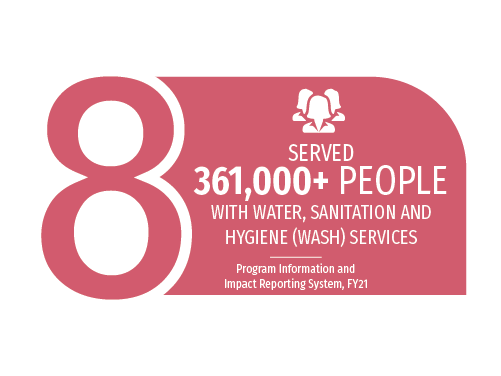 8
SERVED
361,000+ PEOPLE
WITH WATER, SANITATION AND
HYGIENE (WASH) SERVICES
Program Information and
Impact Reporting System, FY21